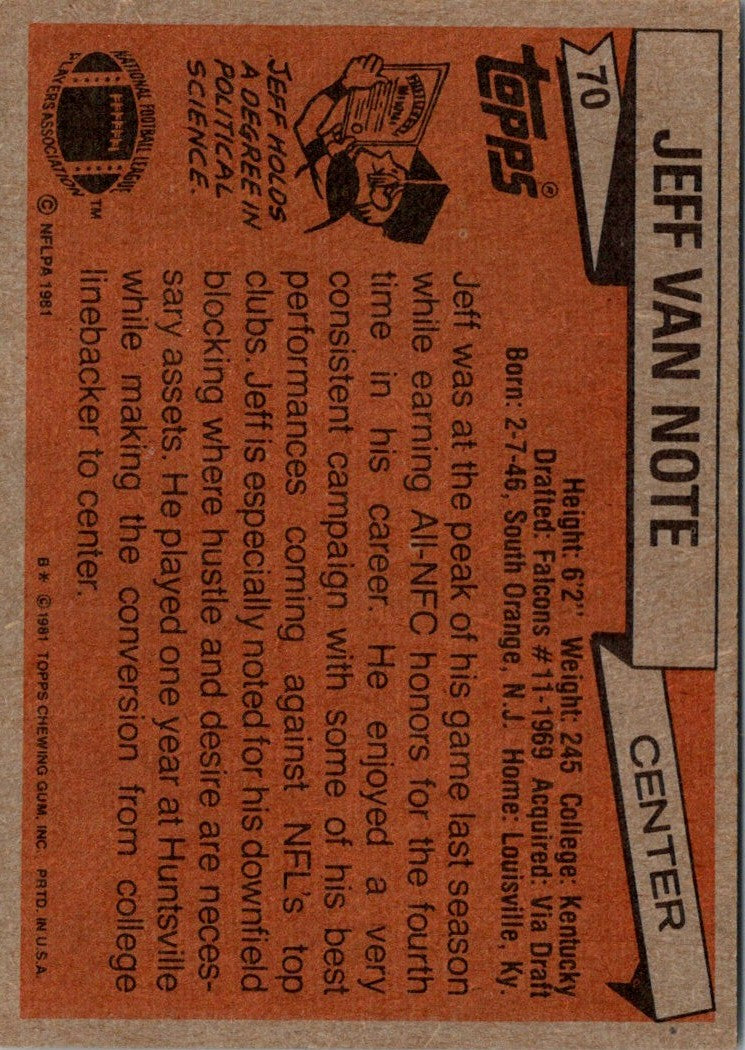 70
JEFF VAN NOTE
CENTER
topps®
Height: 6'2" Weight: 245 College: Kentucky
Drafted: Falcons #11-1969 Acquired: Via Draft
Born: 2-7-46, South Orange, N.J. Home: Louisville, Ky.
Jeff was at the peak of his game last season
while earning All-NFC honors for the fourth
time in his career. He enjoyed a very
consistent campaign with some of his best
performances coming against NFL's top
clubs. Jeff is especially noted for his downfield
blocking where hustle and desire are neces-
sary assets. He played one year at Huntsville
while making the conversion from college
linebacker to center.
JEFF HOLDS
A DEGREE IN
POLITICAL
SCIENCE.
NATIONAL FOOTBALL LEAGUE
PLAYERS ASSOCIATION
TM
© NFLPA 1981
B* ©1981 TOPPS CHEWING GUM, INC. PRTD. IN U.S.A.